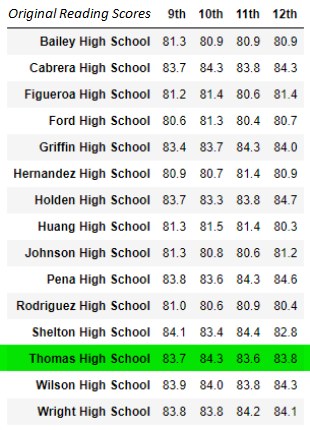 Original Reading Scores 9th 10th 11th 12th
Bailey High School 81.3 80.9 80.9 80.9
Cabrera High School 83.7 84.3 83.8 84.3
Figueroa High School 81.2 81.4 80.6 81.4
Ford High School 80.6 81.3 80.4 80.7
Griffin High School 83.4 83.7 84.3 84.0
Hernandez High School 80.9 80.7 81.4 80.9
Holden High School 83.7 83.3 83.8 84.7
Huang High School 81.3 81.5 81.4 80.3
Johnson High School 81.3 80.8 80.6 81.2
Pena High School 83.8 83.6 84.3 84.6
Rodriguez High School 81.0 80.6 80.9 80.4
Shelton High School 84.1 83.4 84.4 82.8
Thomas High School 83.7 84.3 83.6 83.8
Wilson High School 83.9 84.0 83.8 84.3
Wright High School 83.8 83.8 84.2 84.1